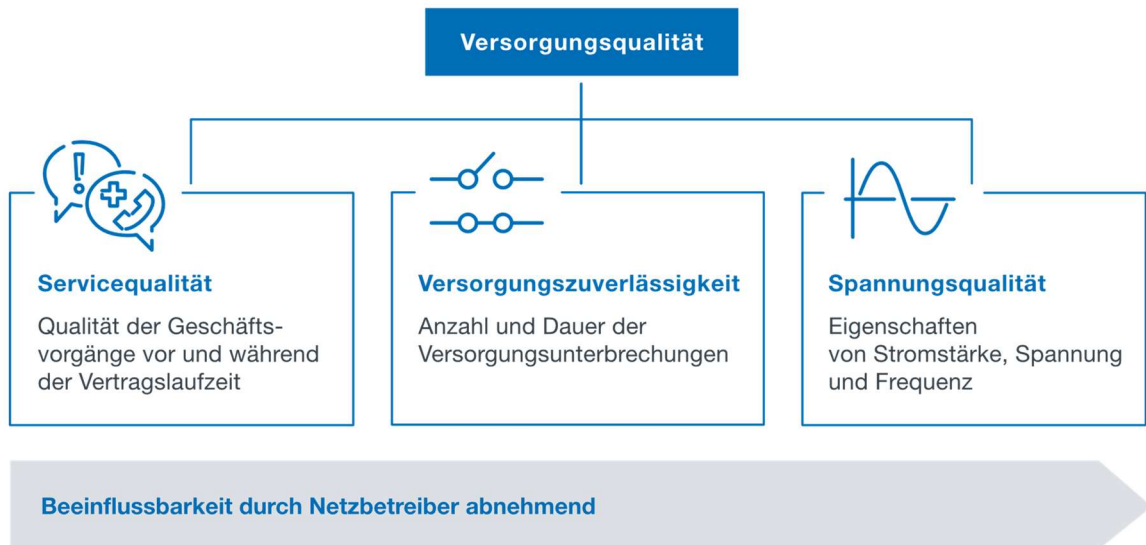 Versorgungsqualität
Servicequalität
Qualität der Geschäfts-
vorgänge vor und während
der Vertragslaufzeit
Versorgungszuverlässigkeit
Anzahl und Dauer der
Versorgungsunterbrechungen
Spannungsqualität
Eigenschaften
von Stromstärke, Spannung
und Frequenz
Beeinflussbarkeit durch Netzbetreiber abnehmend